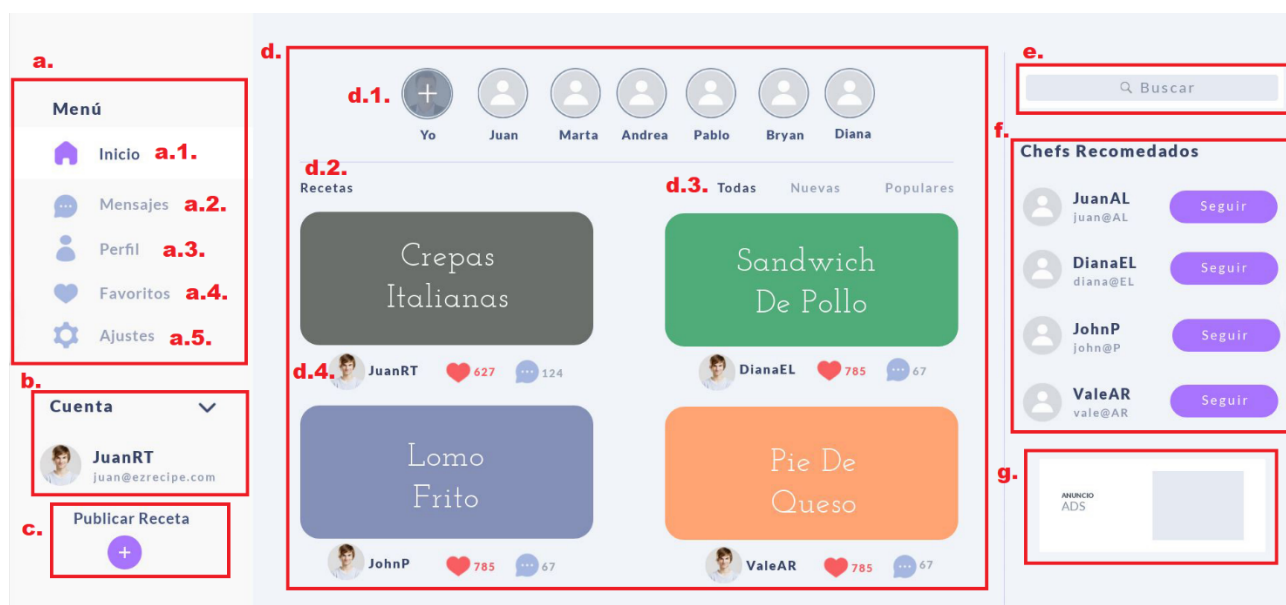 a.
Menú
Inicio a.1.
Mensajes a.2.
Perfil a.3.
Favoritos a.4.
Ajustes a.5.
b.
Cuenta
JuanRT
juan@ezrecipe.com
c.
Publicar Receta
+
d.
d.1.
Yo Juan Marta Andrea Pablo Bryan Diana
d.2.
Recetas
d.3. Todas Nuevas Populares
Crepas
Italianas
Sandwich
De Pollo
d.4. JuanRT 627 124
DianaEL 785 67
Lomo
Frito
Pie De
Queso
JohnP 785 67
ValeAR 785 67
e.
Buscar
f.
Chefs Recomedados
JuanAL
juan@AL
Seguir
DianaEL
diana@EL
Seguir
JohnP
john@P
Seguir
ValeAR
vale@AR
Seguir
g.
ANUNCIO
ADS